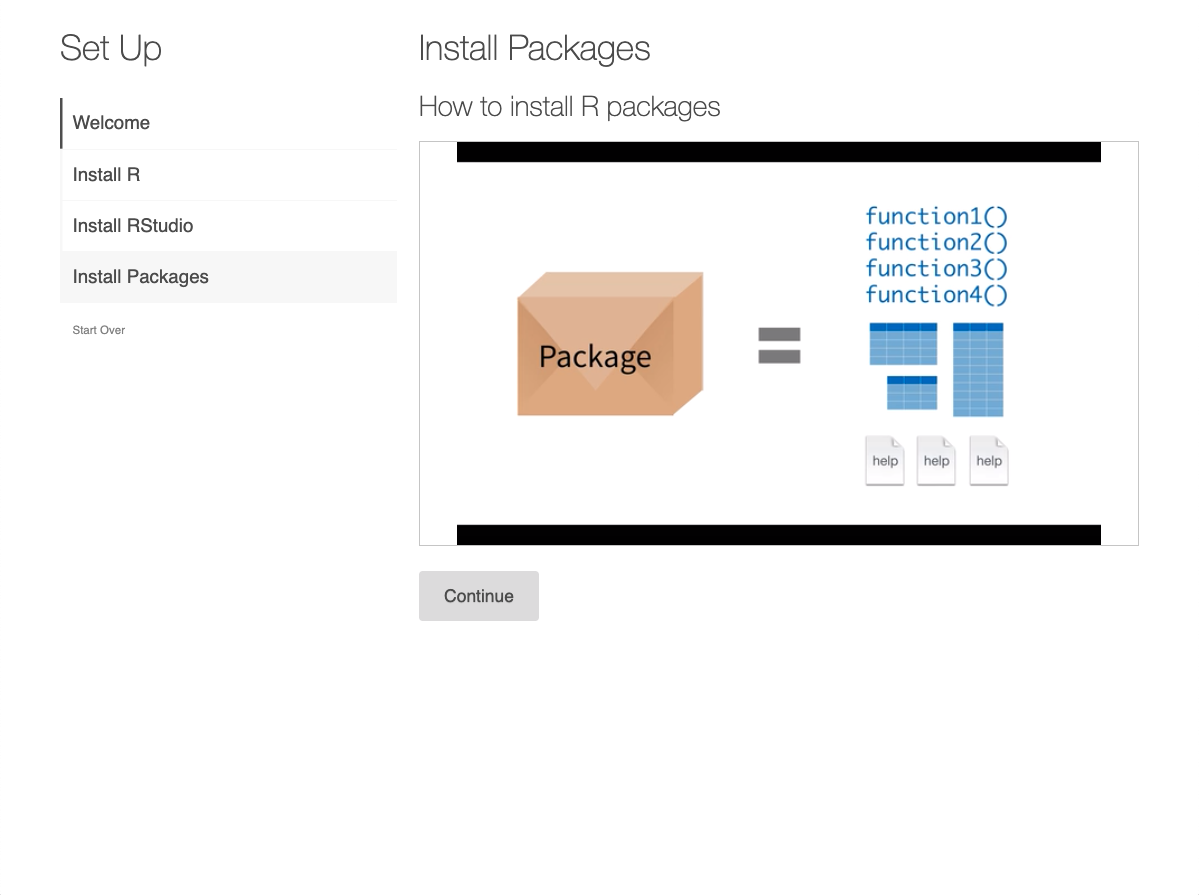 Set Up
Welcome
Install R
Install RStudio
Install Packages
Start Over
Install Packages
How to install R packages
Package
function1()
function2()
function3()
function4()
help help help
Continue